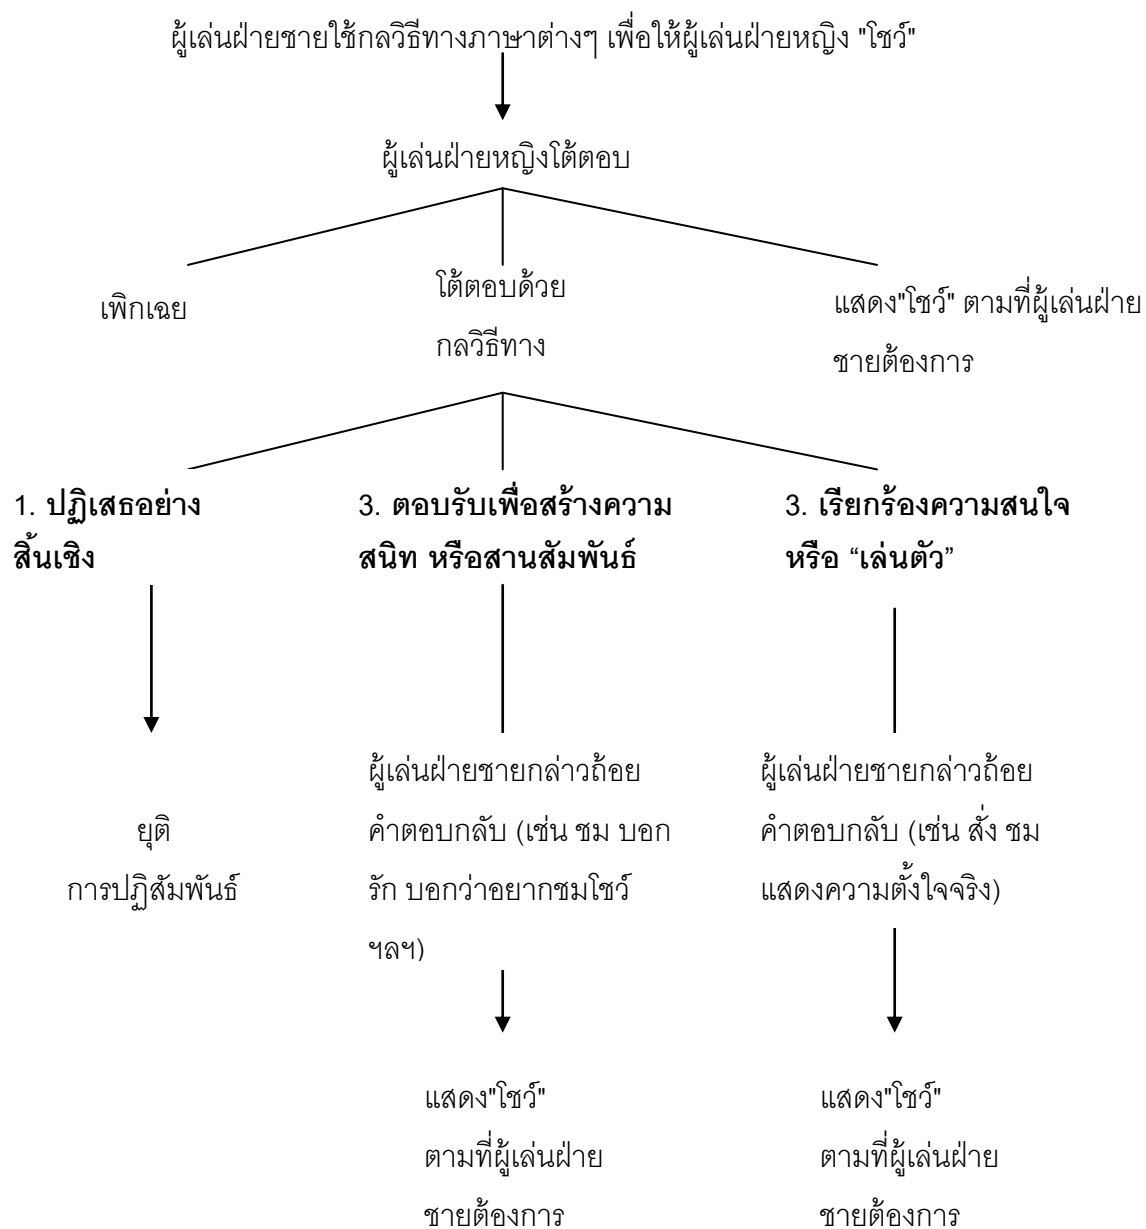 ผู้เล่นฝ่ายชายใช้กลวิธีทางภาษาต่างๆ เพื่อให้ผู้เล่นฝ่ายหญิง "โชว์"
ผู้เล่นฝ่ายหญิงโต้ตอบ
เพิกเฉย
โต้ตอบด้วย
กลวิธีทาง
แสดง"โชว์" ตามที่ผู้เล่นฝ่าย
ชายต้องการ
1. ปฏิเสธอย่าง
สิ้นเชิง
3. ตอบรับเพื่อสร้างความ
สนิท หรือสานสัมพันธ์
3. เรียกร้องความสนใจ
หรือ “เล่นตัว”
ยุติ
การปฏิสัมพันธ์
ผู้เล่นฝ่ายชายกล่าวถ้อย
คำตอบกลับ (เช่น ชม บอก
รัก บอกว่าอยากชมโชว์
ฯลฯ)
ผู้เล่นฝ่ายชายกล่าวถ้อย
คำตอบกลับ (เช่น สั่ง ชม
แสดงความตั้งใจจริง)
แสดง"โชว์"
ตามที่ผู้เล่นฝ่าย
ชายต้องการ
แสดง"โชว์"
ตามที่ผู้เล่นฝ่าย
ชายต้องการ